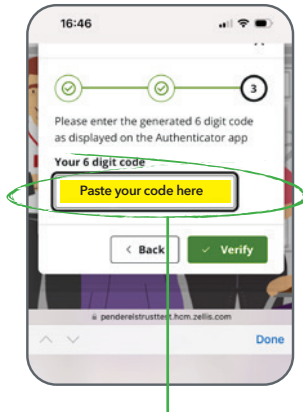 16:46
3
Please enter the generated 6 digit code
as displayed on the Authenticator app
Your 6 digit code
Paste your code here
< Back
Verify
penderelstrusttest.hcm.zellis.com
Done